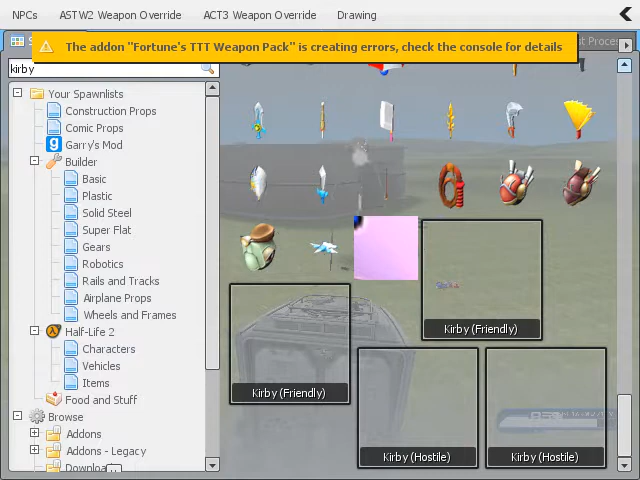 NPCs ASTW2 Weapon Override ACT3 Weapon Override Drawing
The addon "Fortune's TTT Weapon Pack" is creating errors, check the console for details
kirby
Your Spawnlists
Construction Props
Comic Props
Garry's Mod
Builder
Basic
Plastic
Solid Steel
Super Flat
Gears
Robotics
Rails and Tracks
Airplane Props
Wheels and Frames
Half-Life 2
Characters
Vehicles
Items
Food and Stuff
Browse
Addons
Addons - Legacy
Kirby (Friendly)
Kirby (Friendly)
Kirby (Hostile)
Kirby (Hostile)